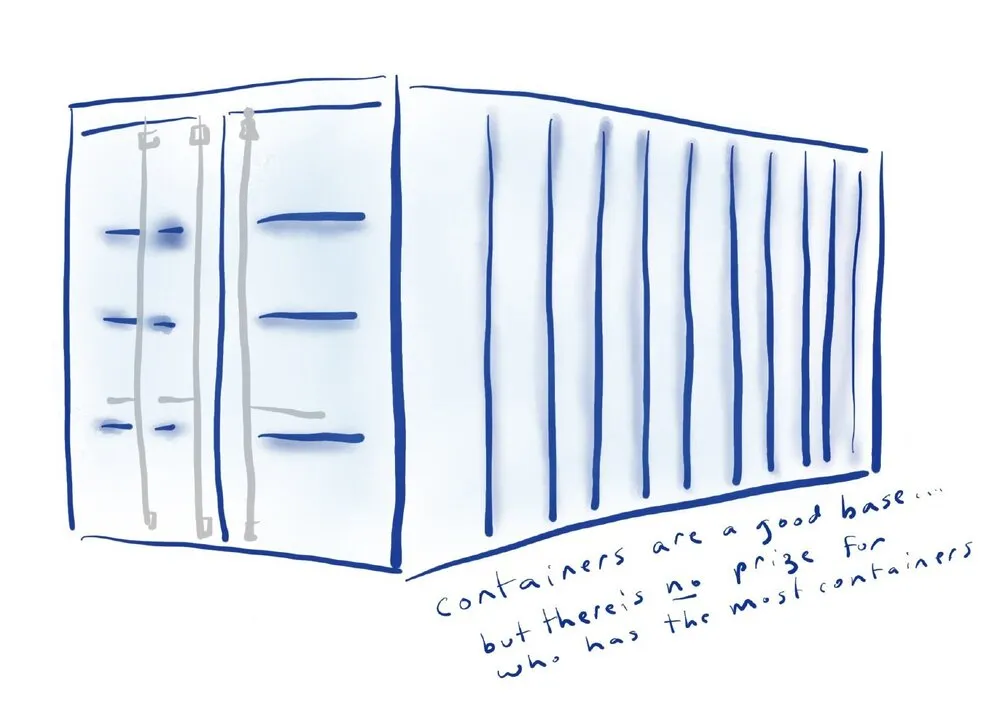 containers are a good base....
but there is no prize for
who has the most containers